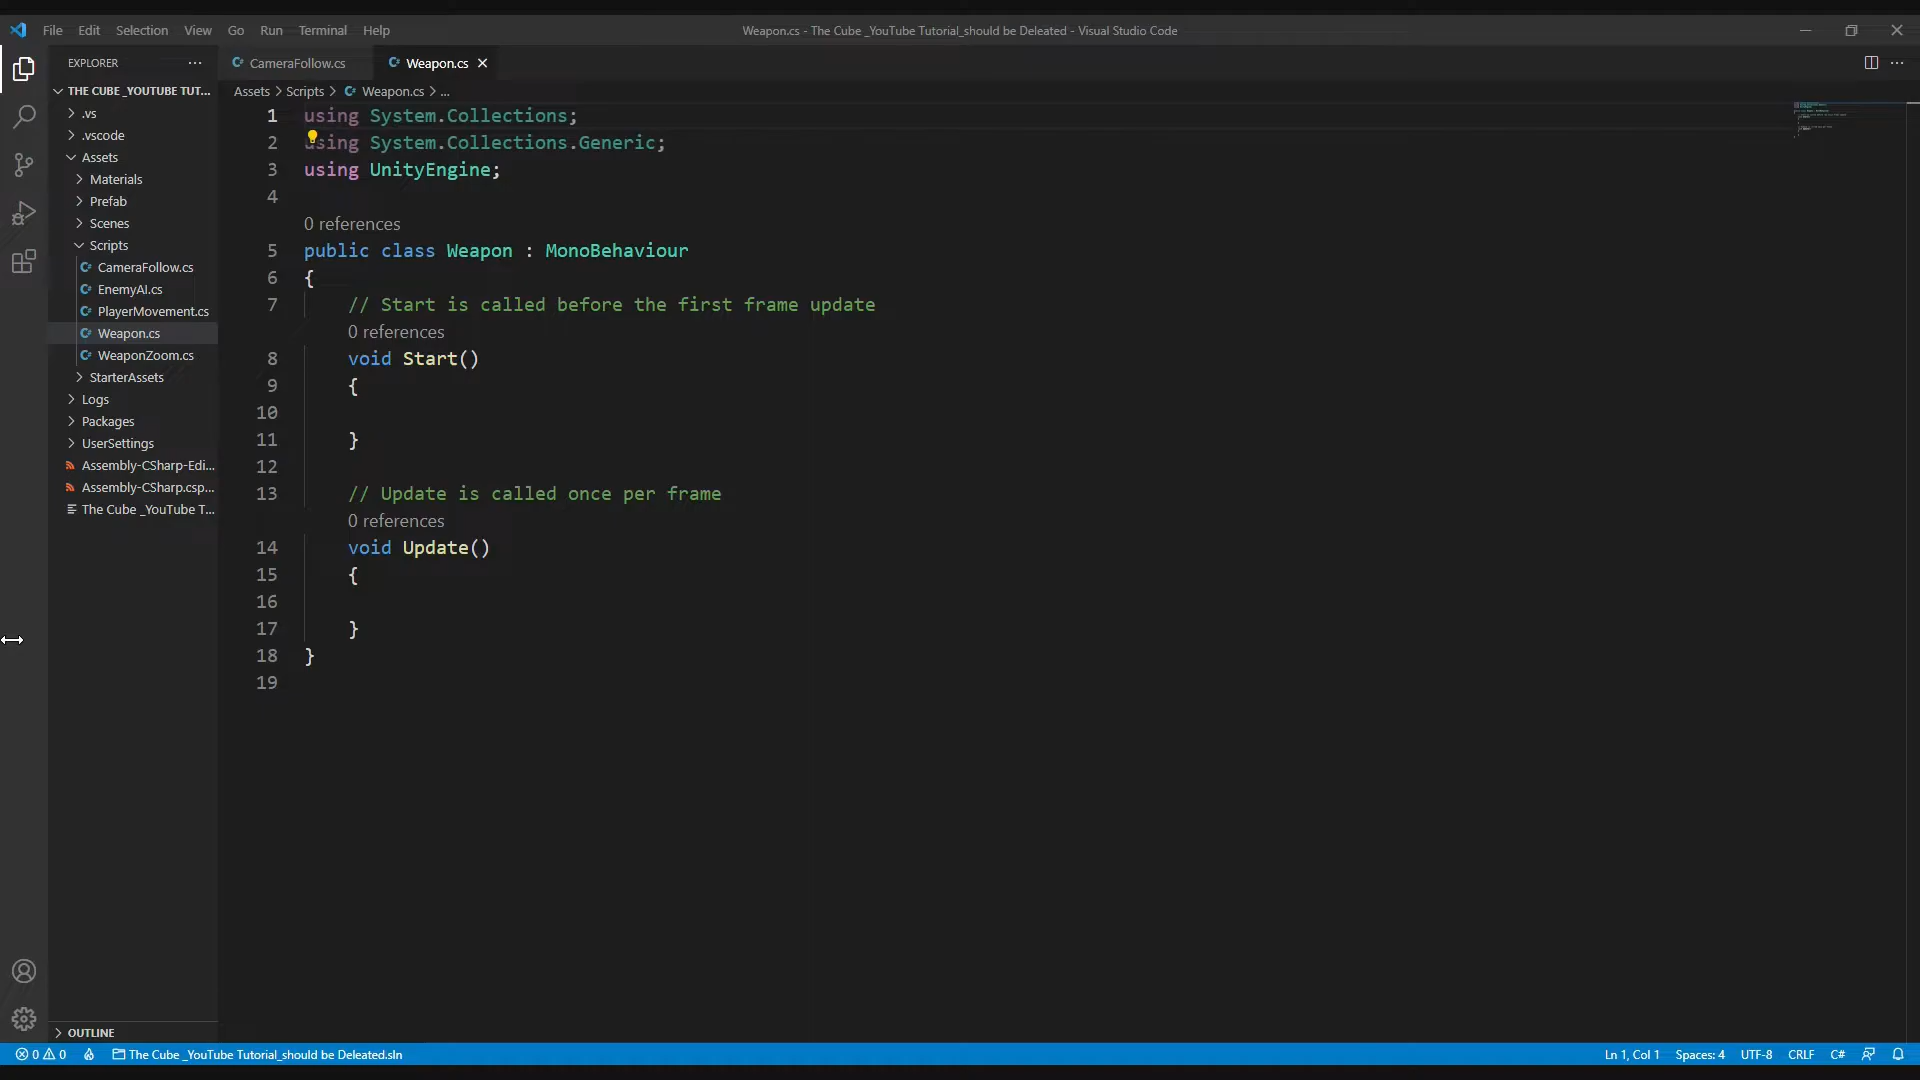 File Edit Selection View Go Run Terminal Help
Weapon.cs - The Cube _YouTube Tutorial_should be Deleated - Visual Studio Code
EXPLORER ···
THE CUBE _YOUTUBE TUT...
.vs
.vscode
Assets
Materials
Prefab
Scenes
Scripts
CameraFollow.cs
EnemyAI.cs
PlayerMovement.cs
Weapon.cs
WeaponZoom.cs
StarterAssets
Logs
Packages
UserSettings
Assembly-CSharp-Edi...
Assembly-CSharp.csp...
The Cube _YouTube T...
OUTLINE
CameraFollow.cs Weapon.cs
Assets > Scripts > Weapon.cs > ...
1 using System.Collections;
2 using System.Collections.Generic;
3 using UnityEngine;
4
0 references
5 public class Weapon : MonoBehaviour
6 {
7 // Start is called before the first frame update
0 references
8 void Start()
9 {
10
11 }
12
13 // Update is called once per frame
0 references
14 void Update()
15 {
16
17 }
18 }
19
0 0 The Cube _YouTube Tutorial_should be Deleated.sln
Ln 1, Col 1 Spaces: 4 UTF-8 CRLF C#